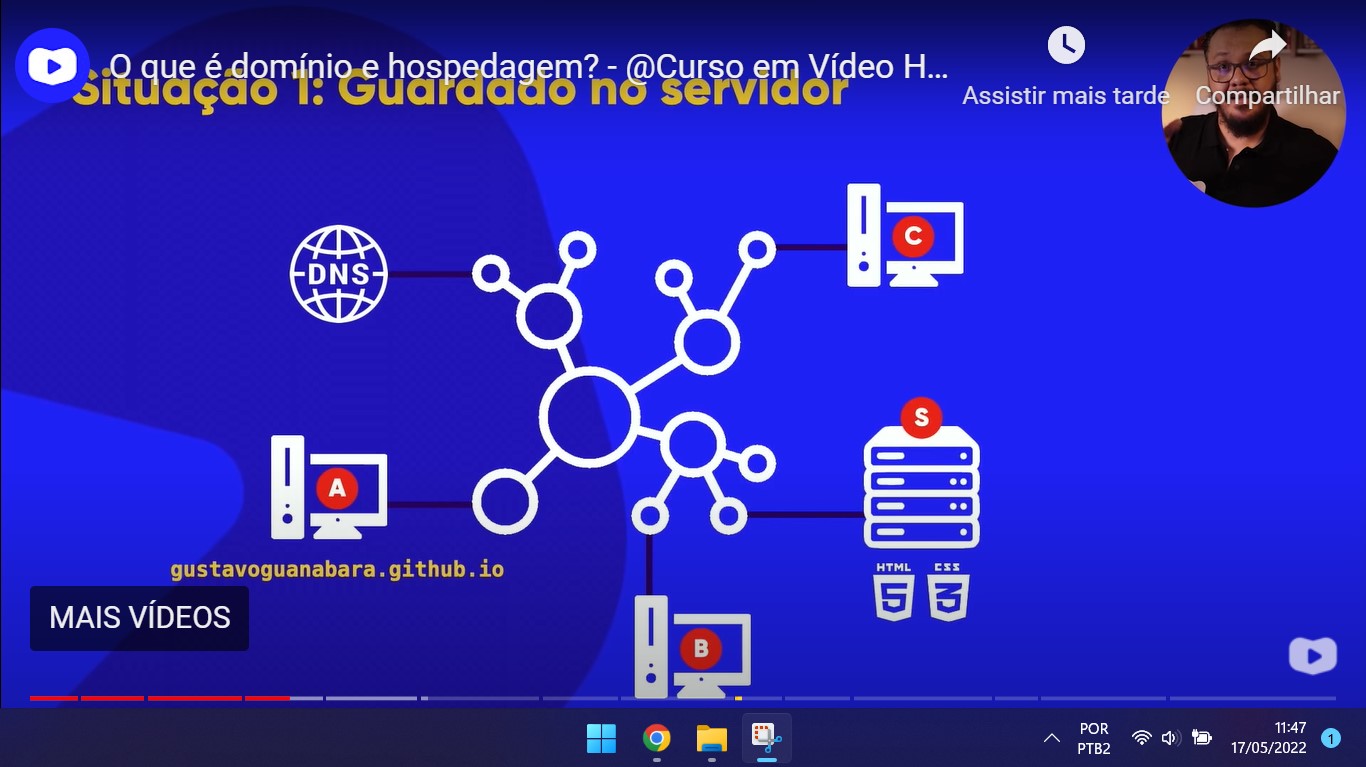 O que é domínio e hospedagem? - @Curso em Vídeo H...
Situação 1: Guardado no servidor
Assistir mais tarde
Compartilhar
DNS
C
S
A
gustavoguanabara.github.io
HTML
CSS
5
3
MAIS VÍDEOS
B
POR
PTB2
11:47
17/05/2022
1